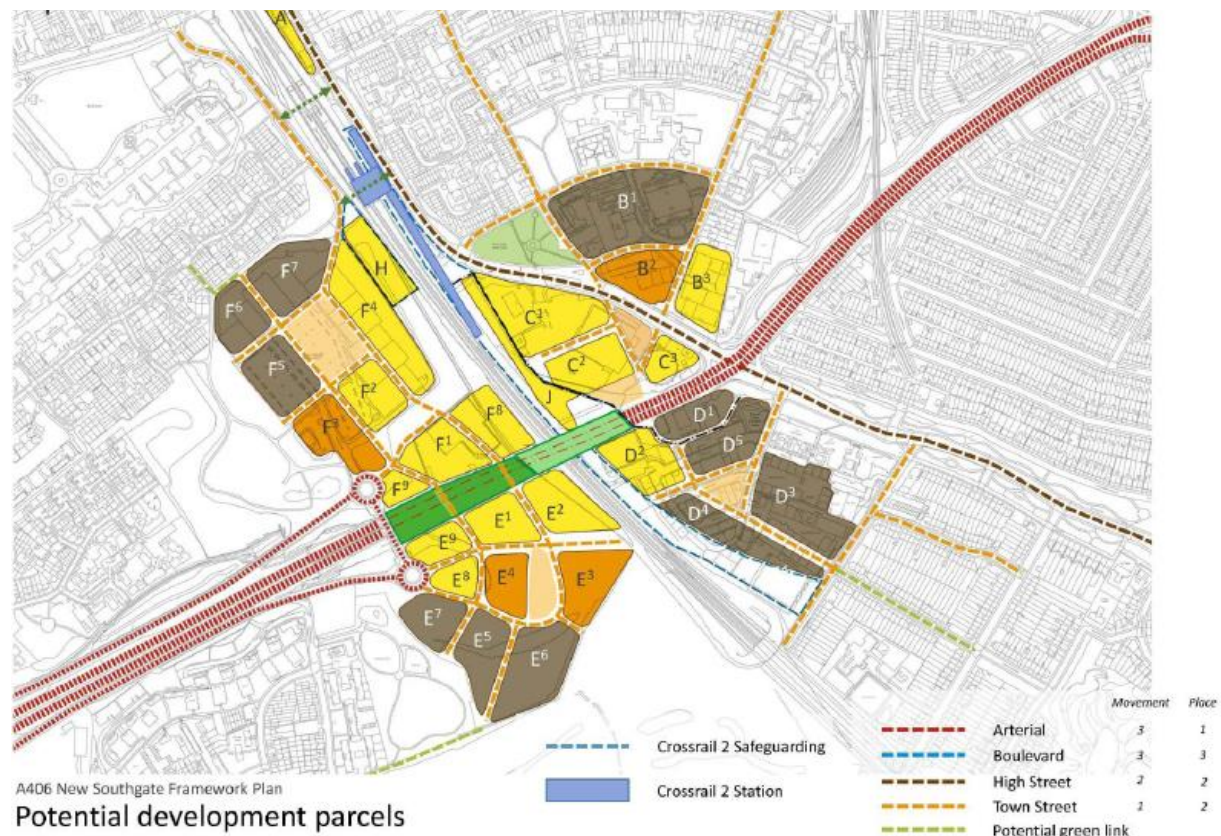 A
B1
H
F7
B2
B3
F6
F4
C1
F5
C2
C3
F2
J
D1
F3
F8
D5
F1
D2
F9
D3
E2
D4
E1
E9
E4
E3
E8
E7
E5
E6
Movement Place
Arterial 3 1
Boulevard 3 3
High Street 2 2
Town Street 1 2
Potential green link
Crossrail 2 Safeguarding
Crossrail 2 Station
A406 New Southgate Framework Plan
Potential development parcels